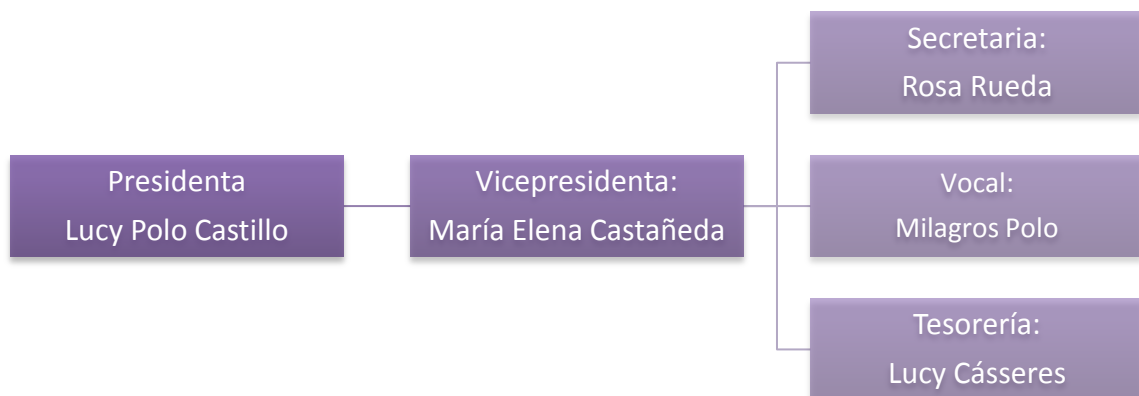 Presidenta
Lucy Polo Castillo
Vicepresidenta:
María Elena Castañeda
Secretaria:
Rosa Rueda
Vocal:
Milagros Polo
Tesorería:
Lucy Cásseres